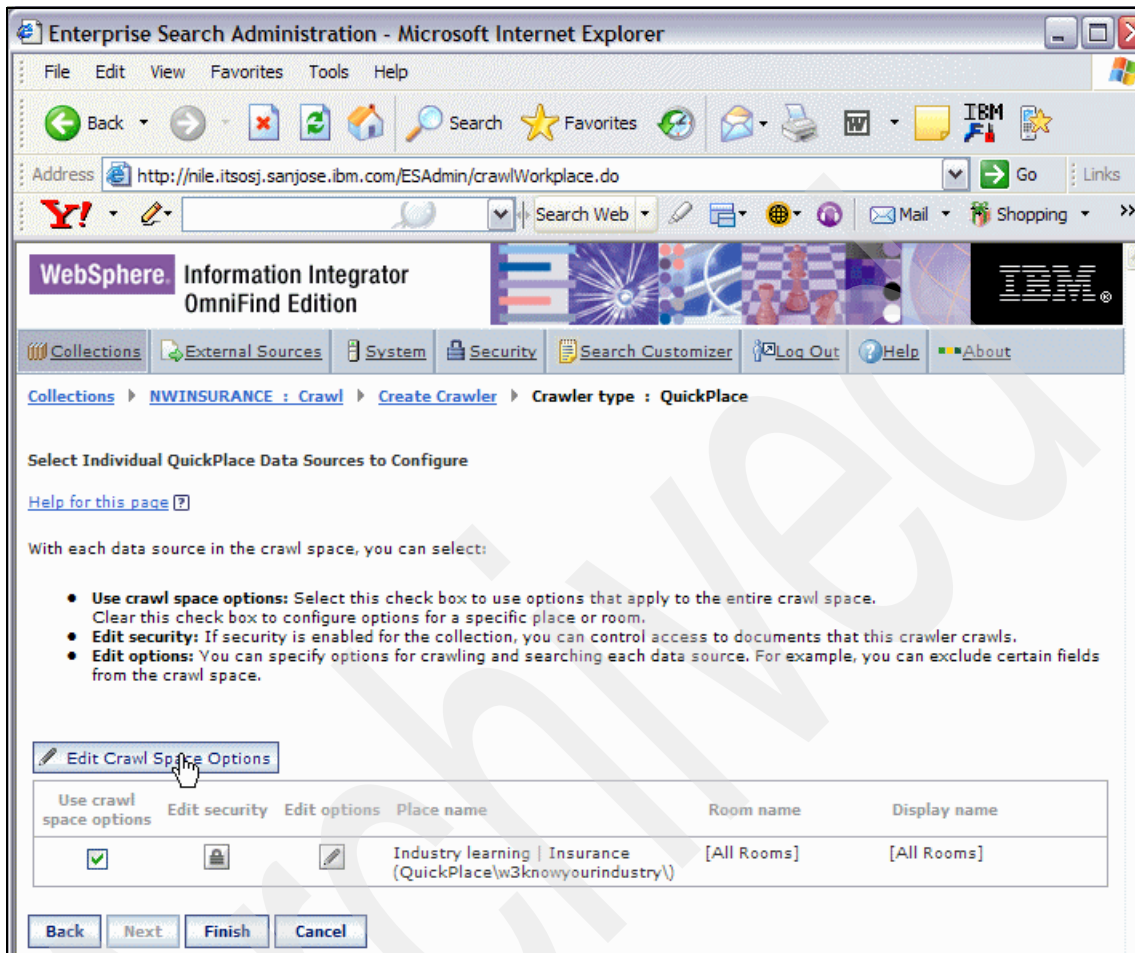 Enterprise Search Administration - Microsoft Internet Explorer
File Edit View Favorites Tools Help
Back Search Favorites IBM
Address http://nile.itsosj.sanjose.ibm.com/ESAdmin/crawlWorkplace.do Go Links
Y! Search Web Mail Shopping »
WebSphere. Information Integrator
OmniFind Edition
IBM®
Collections External Sources System Security Search Customizer Log Out Help About
Collections NWINSURANCE : Crawl Create Crawler Crawler type : QuickPlace
Select Individual QuickPlace Data Sources to Configure
Help for this page ?
With each data source in the crawl space, you can select:
• Use crawl space options: Select this check box to use options that apply to the entire crawl space.
Clear this check box to configure options for a specific place or room.
• Edit security: If security is enabled for the collection, you can control access to documents that this crawler crawls.
• Edit options: You can specify options for crawling and searching each data source. For example, you can exclude certain fields
from the crawl space.
Edit Crawl Space Options
Use crawl
space options Edit security Edit options Place name Room name Display name
Industry learning | Insurance [All Rooms] [All Rooms]
(QuickPlace\w3knowyourindustry\)
Back Next Finish Cancel
Archived